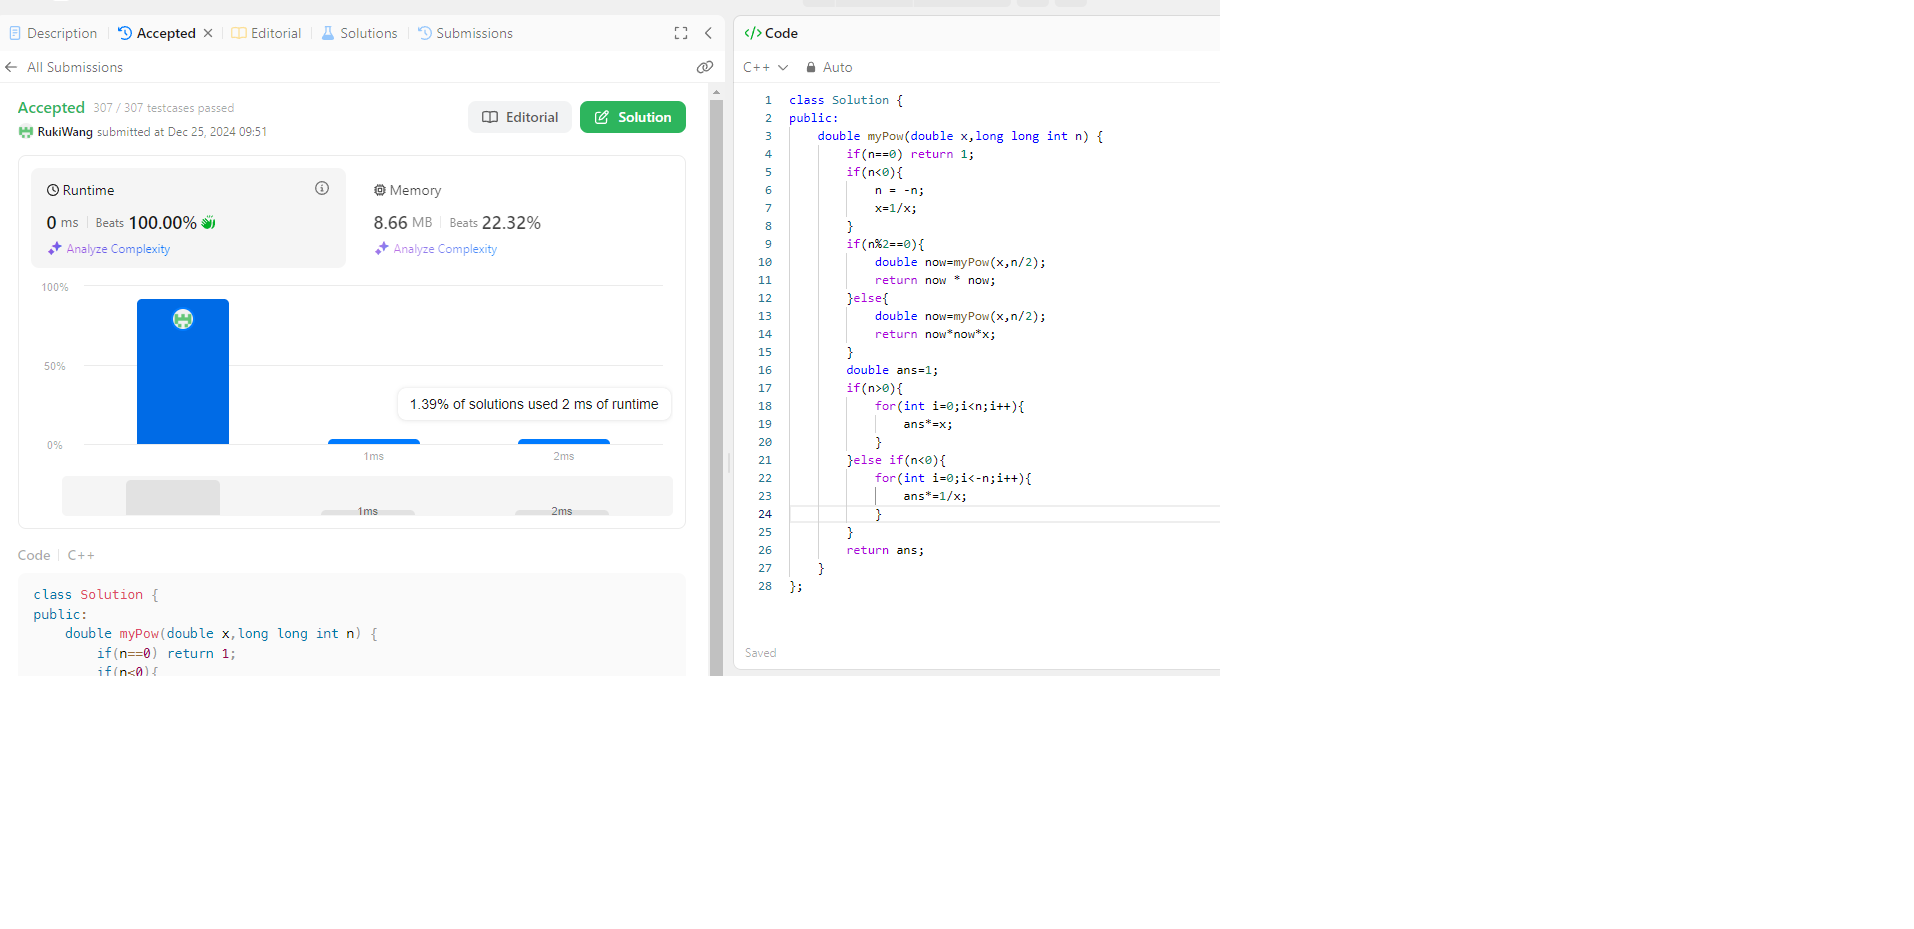 Description
Accepted
Editorial
Solutions
Submissions
All Submissions
Accepted 307 / 307 testcases passed
RukiWang submitted at Dec 25, 2024 09:51
Editorial
Solution
Runtime
0 ms Beats 100.00%
Analyze Complexity
Memory
8.66 MB Beats 22.32%
Analyze Complexity
100%
50%
0%
1.39% of solutions used 2 ms of runtime
1ms
2ms
1ms
2ms
Code C++
class Solution {
public:
    double myPow(double x,long long int n) {
        if(n==0) return 1;
        if(n<0){
</> Code
C++ Auto
1 class Solution {
2 public:
3     double myPow(double x,long long int n) {
4         if(n==0) return 1;
5         if(n<0){
6             n = -n;
7             x=1/x;
8         }
9         if(n%2==0){
10             double now=myPow(x,n/2);
11             return now * now;
12         }else{
13             double now=myPow(x,n/2);
14             return now*now*x;
15         }
16         double ans=1;
17         if(n>0){
18             for(int i=0;i<n;i++){
19                 ans*=x;
20             }
21         }else if(n<0){
22             for(int i=0;i<-n;i++){
23                 ans*=1/x;
24             }
25         }
26         return ans;
27     }
28 };
Saved